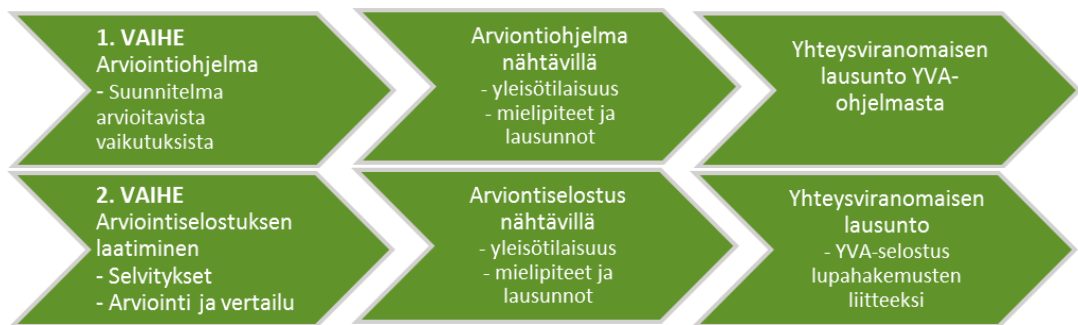 1. VAIHE
Arviointiohjelma
- Suunnitelma
arvioitavista
vaikutuksista
Arviontiohjelma
nähtävillä
- yleisötilaisuus
- mielipiteet ja
lausunnot
Yhteysviranomaisen
lausunto YVA-
ohjelmasta
2. VAIHE
Arviointiselostuksen
laatiminen
- Selvitykset
- Arviointi ja vertailu
Arviontiselostus
nähtävillä
- yleisötilaisuus
- mielipiteet ja
lausunnot
Yhteysviranomaisen
lausunto
- YVA-selostus
lupahakemusten
liitteeksi